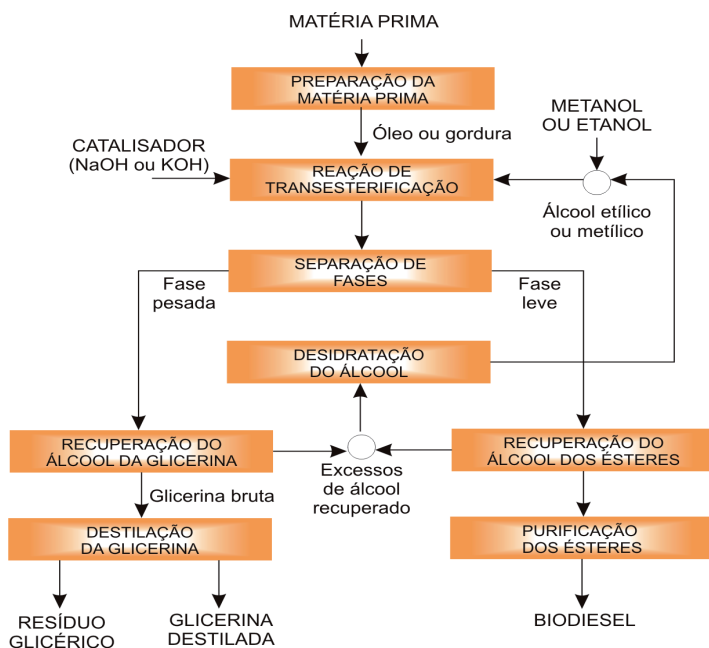 MATÉRIA PRIMA
PREPARAÇÃO DA
MATÉRIA PRIMA
METANOL
OU ETANOL
Óleo ou gordura
CATALISADOR
(NaOH ou KOH)
REAÇÃO DE
TRANSESTERIFICAÇÃO
Álcool etílico
ou metílico
SEPARAÇÃO DE
FASES
Fase
pesada
Fase
leve
DESIDRATAÇÃO
DO ÁLCOOL
RECUPERAÇÃO DO
ÁLCOOL DA GLICERINA
RECUPERAÇÃO DO
ÁLCOOL DOS ÉSTERES
Excessos
de álcool
recuperado
Glicerina bruta
DESTILAÇÃO
DA GLICERINA
PURIFICAÇÃO
DOS ÉSTERES
RESÍDUO
GLICÉRICO
GLICERINA
DESTILADA
BIODIESEL